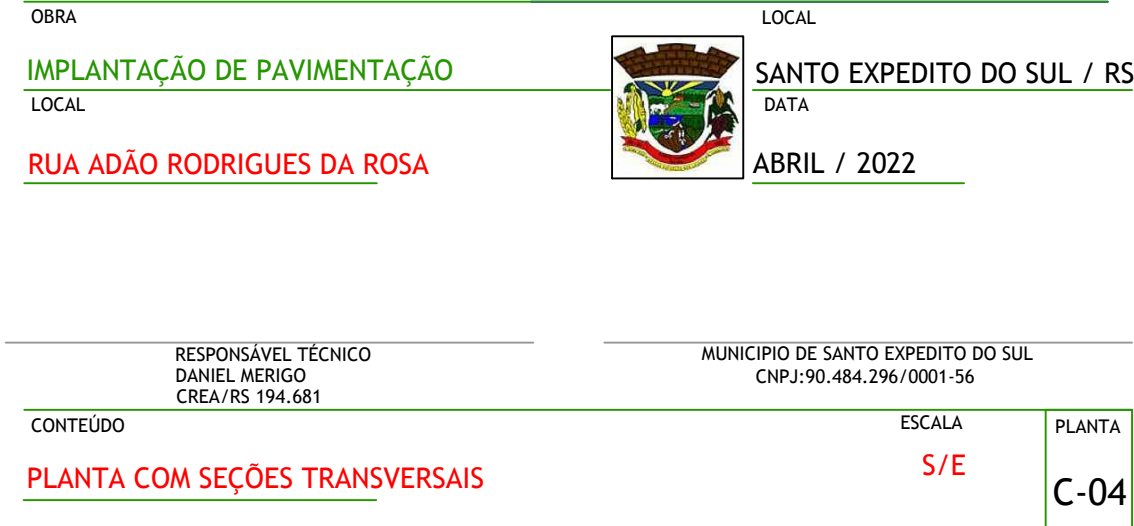 OBRA
IMPLANTAÇÃO DE PAVIMENTAÇÃO
LOCAL
RUA ADÃO RODRIGUES DA ROSA
LOCAL
SANTO EXPEDITO DO SUL / RS
DATA
ABRIL / 2022
RESPONSÁVEL TÉCNICO
DANIEL MERIGO
CREA/RS 194.681
MUNICIPIO DE SANTO EXPEDITO DO SUL
CNPJ:90.484.296/0001-56
CONTEÚDO
PLANTA COM SEÇÕES TRANSVERSAIS
ESCALA
S/E
PLANTA
C-04